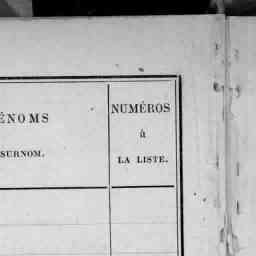 ÉNOMS
SURNOM.
NUMÉROS
à
LA LISTE.